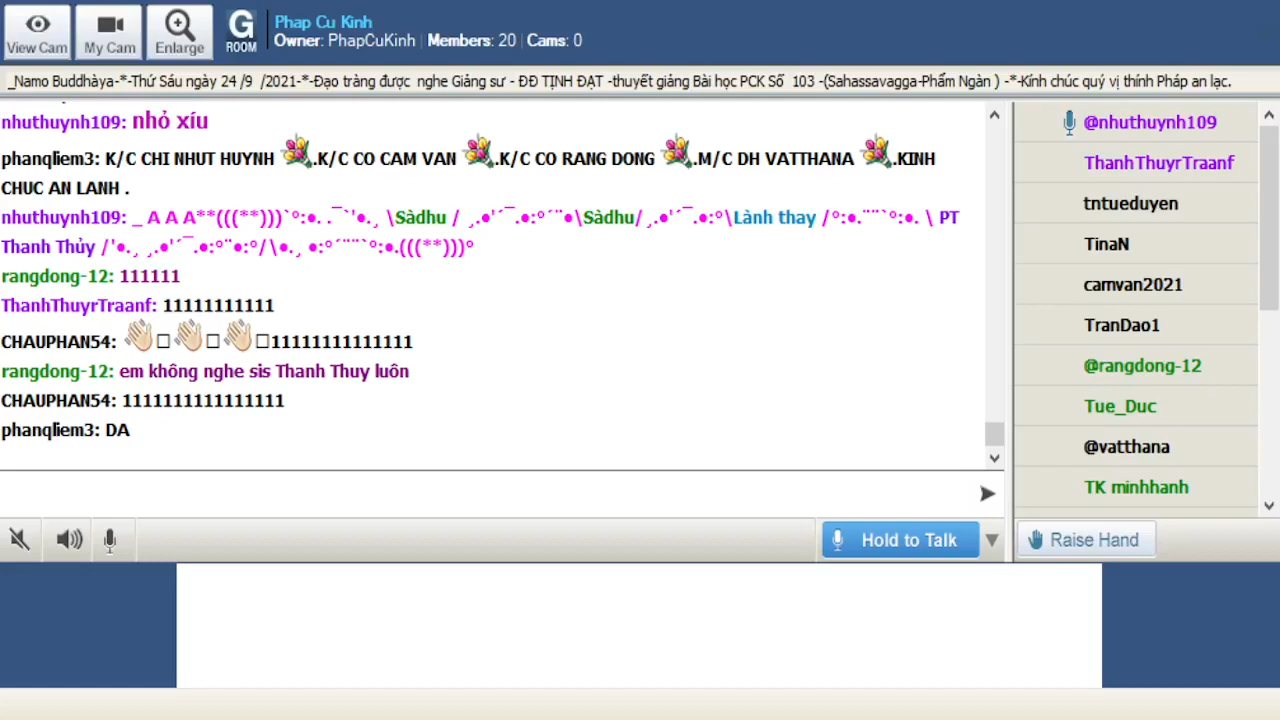 View Cam
My Cam
Enlarge
G
ROOM
Phap Cu Kinh
Owner: PhapCuKinh | Members: 20 | Cams: 0
_Namo Buddhàya-*-Thứ Sáu ngày 24 /9 /2021-*-Đạo tràng được nghe Giảng sư - ĐĐ TỊNH ĐẠT -thuyết giảng Bài học PCK Số 103 -(Sahassavagga-Phẩm Ngàn ) -*-Kính chúc quý vị thính Pháp an lạc.
nhuthuynh109: nhỏ xíu
phanqliem3: K/C CHI NHUT HUYNH .K/C CO CAM VAN .K/C CO RANG DONG .M/C DH VATTHANA .KINH
CHUC AN LANH .
nhuthuynh109: _ A A A**(((**)))`°:•. .¯`'•.¸ \Sàdhu / ¸.•'´¯.•:°´¨•\Sàdhu/¸.•'´¯.•:°\Lành thay /°:•.¨¨`°:•. \ PT
Thanh Thủy /'•.¸ ¸.•'´¯.•:°¨•:°/\•.¸ •:°´¨¨`°:•.(((**)))°
rangdong-12: 111111
ThanhThuyrTraanf: 11111111111
CHAUPHAN54: 👋🏻□👋🏻□👋🏻□11111111111111
rangdong-12: em không nghe sis Thanh Thuy luôn
CHAUPHAN54: 1111111111111111
phanqliem3: DA
Hold to Talk
@nhuthuynh109
ThanhThuyrTraanf
tntueduyen
TinaN
camvan2021
TranDao1
@rangdong-12
Tue_Duc
@vatthana
TK minhhanh
Raise Hand